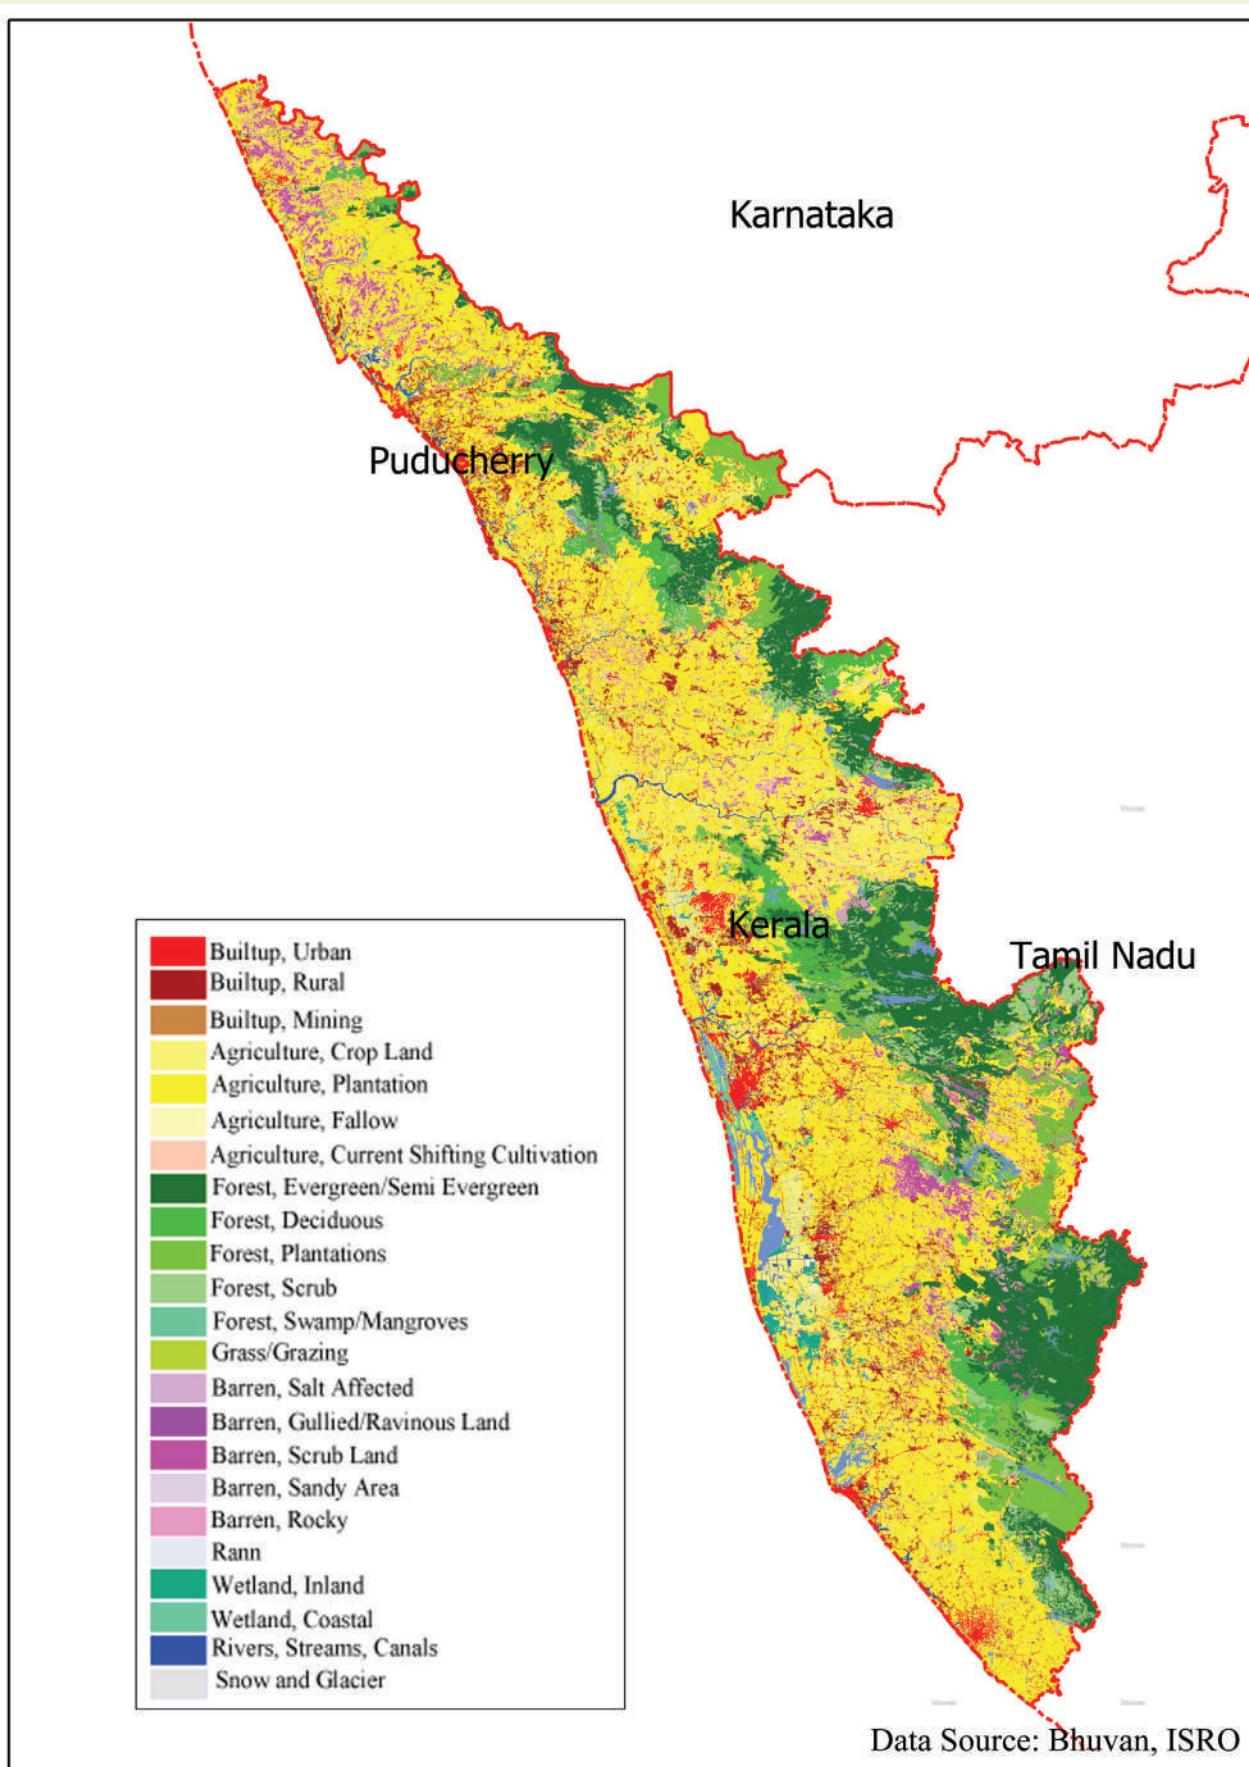 Karnataka
Puducherry
Kerala
Tamil Nadu
Builtup, Urban
Builtup, Rural
Builtup, Mining
Agriculture, Crop Land
Agriculture, Plantation
Agriculture, Fallow
Agriculture, Current Shifting Cultivation
Forest, Evergreen/Semi Evergreen
Forest, Deciduous
Forest, Plantations
Forest, Scrub
Forest, Swamp/Mangroves
Grass/Grazing
Barren, Salt Affected
Barren, Gullied/Ravinous Land
Barren, Scrub Land
Barren, Sandy Area
Barren, Rocky
Rann
Wetland, Inland
Wetland, Coastal
Rivers, Streams, Canals
Snow and Glacier
Data Source: Bhuvan, ISRO